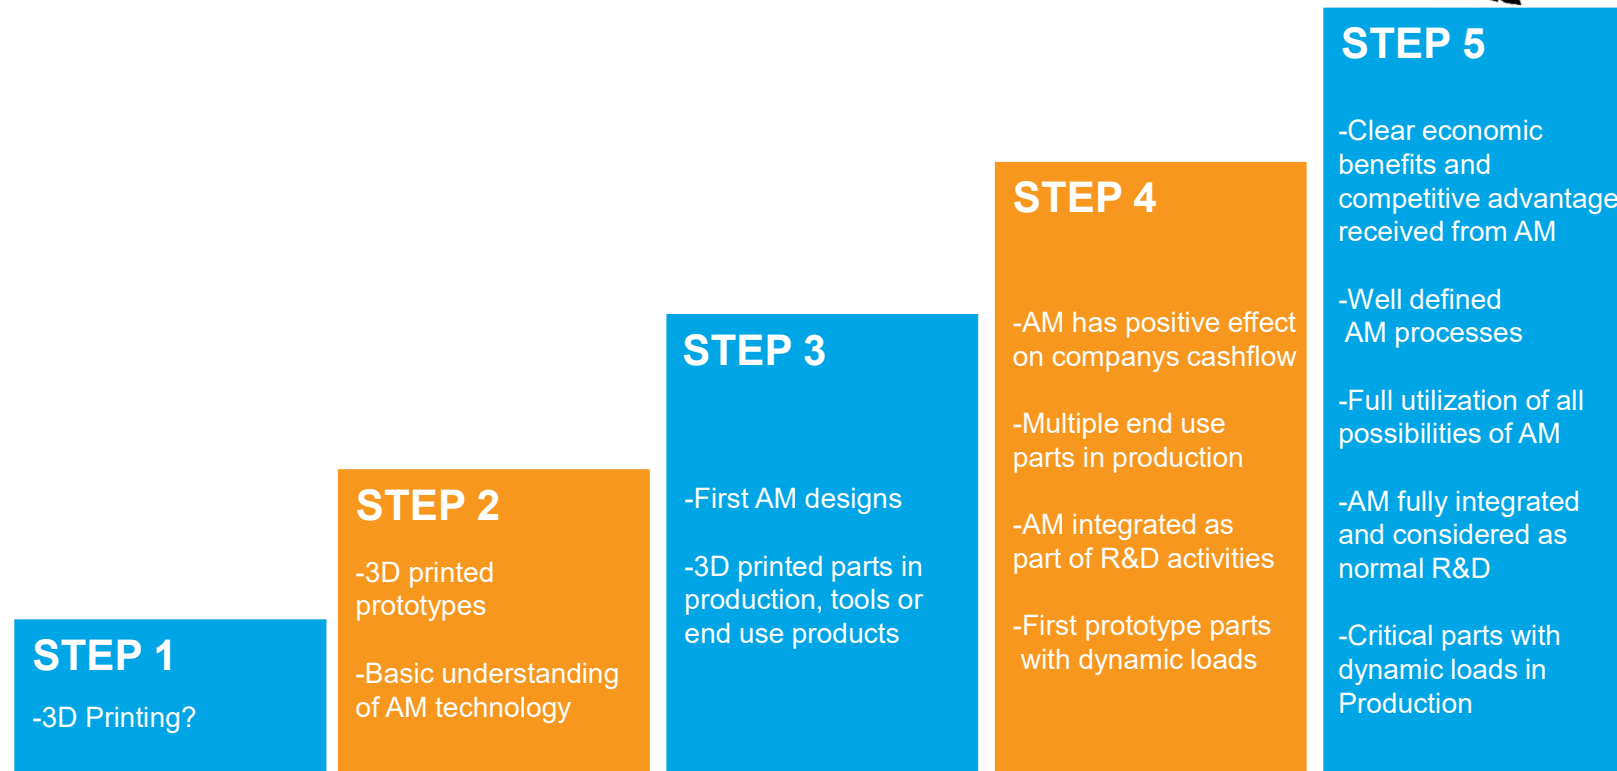 STEP 1
-3D Printing?
STEP 2
-3D printed
prototypes
-Basic understanding
of AM technology
STEP 3
-First AM designs
-3D printed parts in
production, tools or
end use products
STEP 4
-AM has positive effect
on companys cashflow
-Multiple end use
parts in production
-AM integrated as
part of R&D activities
-First prototype parts
with dynamic loads
STEP 5
-Clear economic
benefits and
competitive advantage
received from AM
-Well defined
AM processes
-Full utilization of all
possibilities of AM
-AM fully integrated
and considered as
normal R&D
-Critical parts with
dynamic loads in
Production